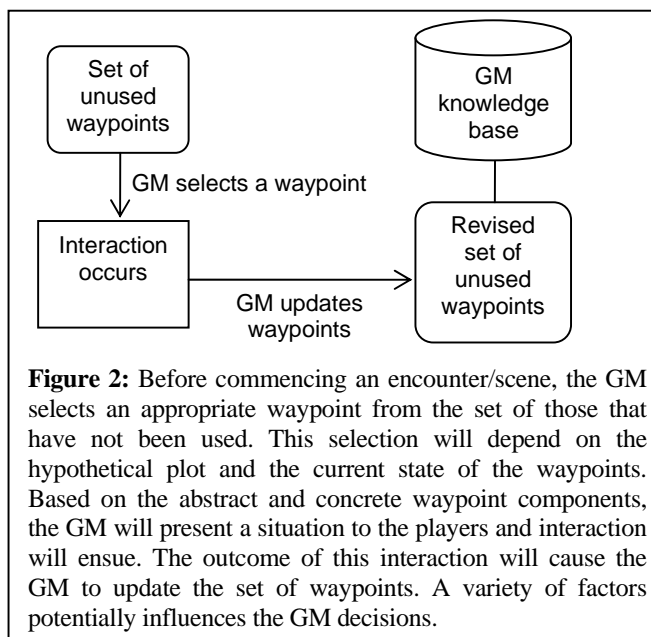 Set of
unused
waypoints
GM
knowledge
base
GM selects a waypoint
Interaction
occurs
Revised
set of
unused
waypoints
GM updates
waypoints
Figure 2: Before commencing an encounter/scene, the GM
selects an appropriate waypoint from the set of those that
have not been used. This selection will depend on the
hypothetical plot and the current state of the waypoints.
Based on the abstract and concrete waypoint components,
the GM will present a situation to the players and interaction
will ensue. The outcome of this interaction will cause the
GM to update the set of waypoints. A variety of factors
potentially influences the GM decisions.